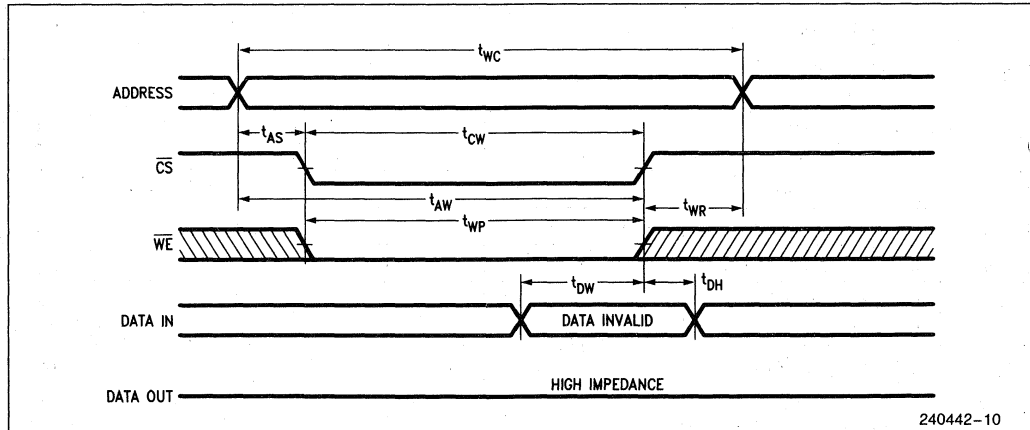 tWC
ADDRESS
tAS
tCW
CS
tAW
tWP
tWR
WE
tDW
tDH
DATA IN
DATA INVALID
HIGH IMPEDANCE
DATA OUT
240442-10